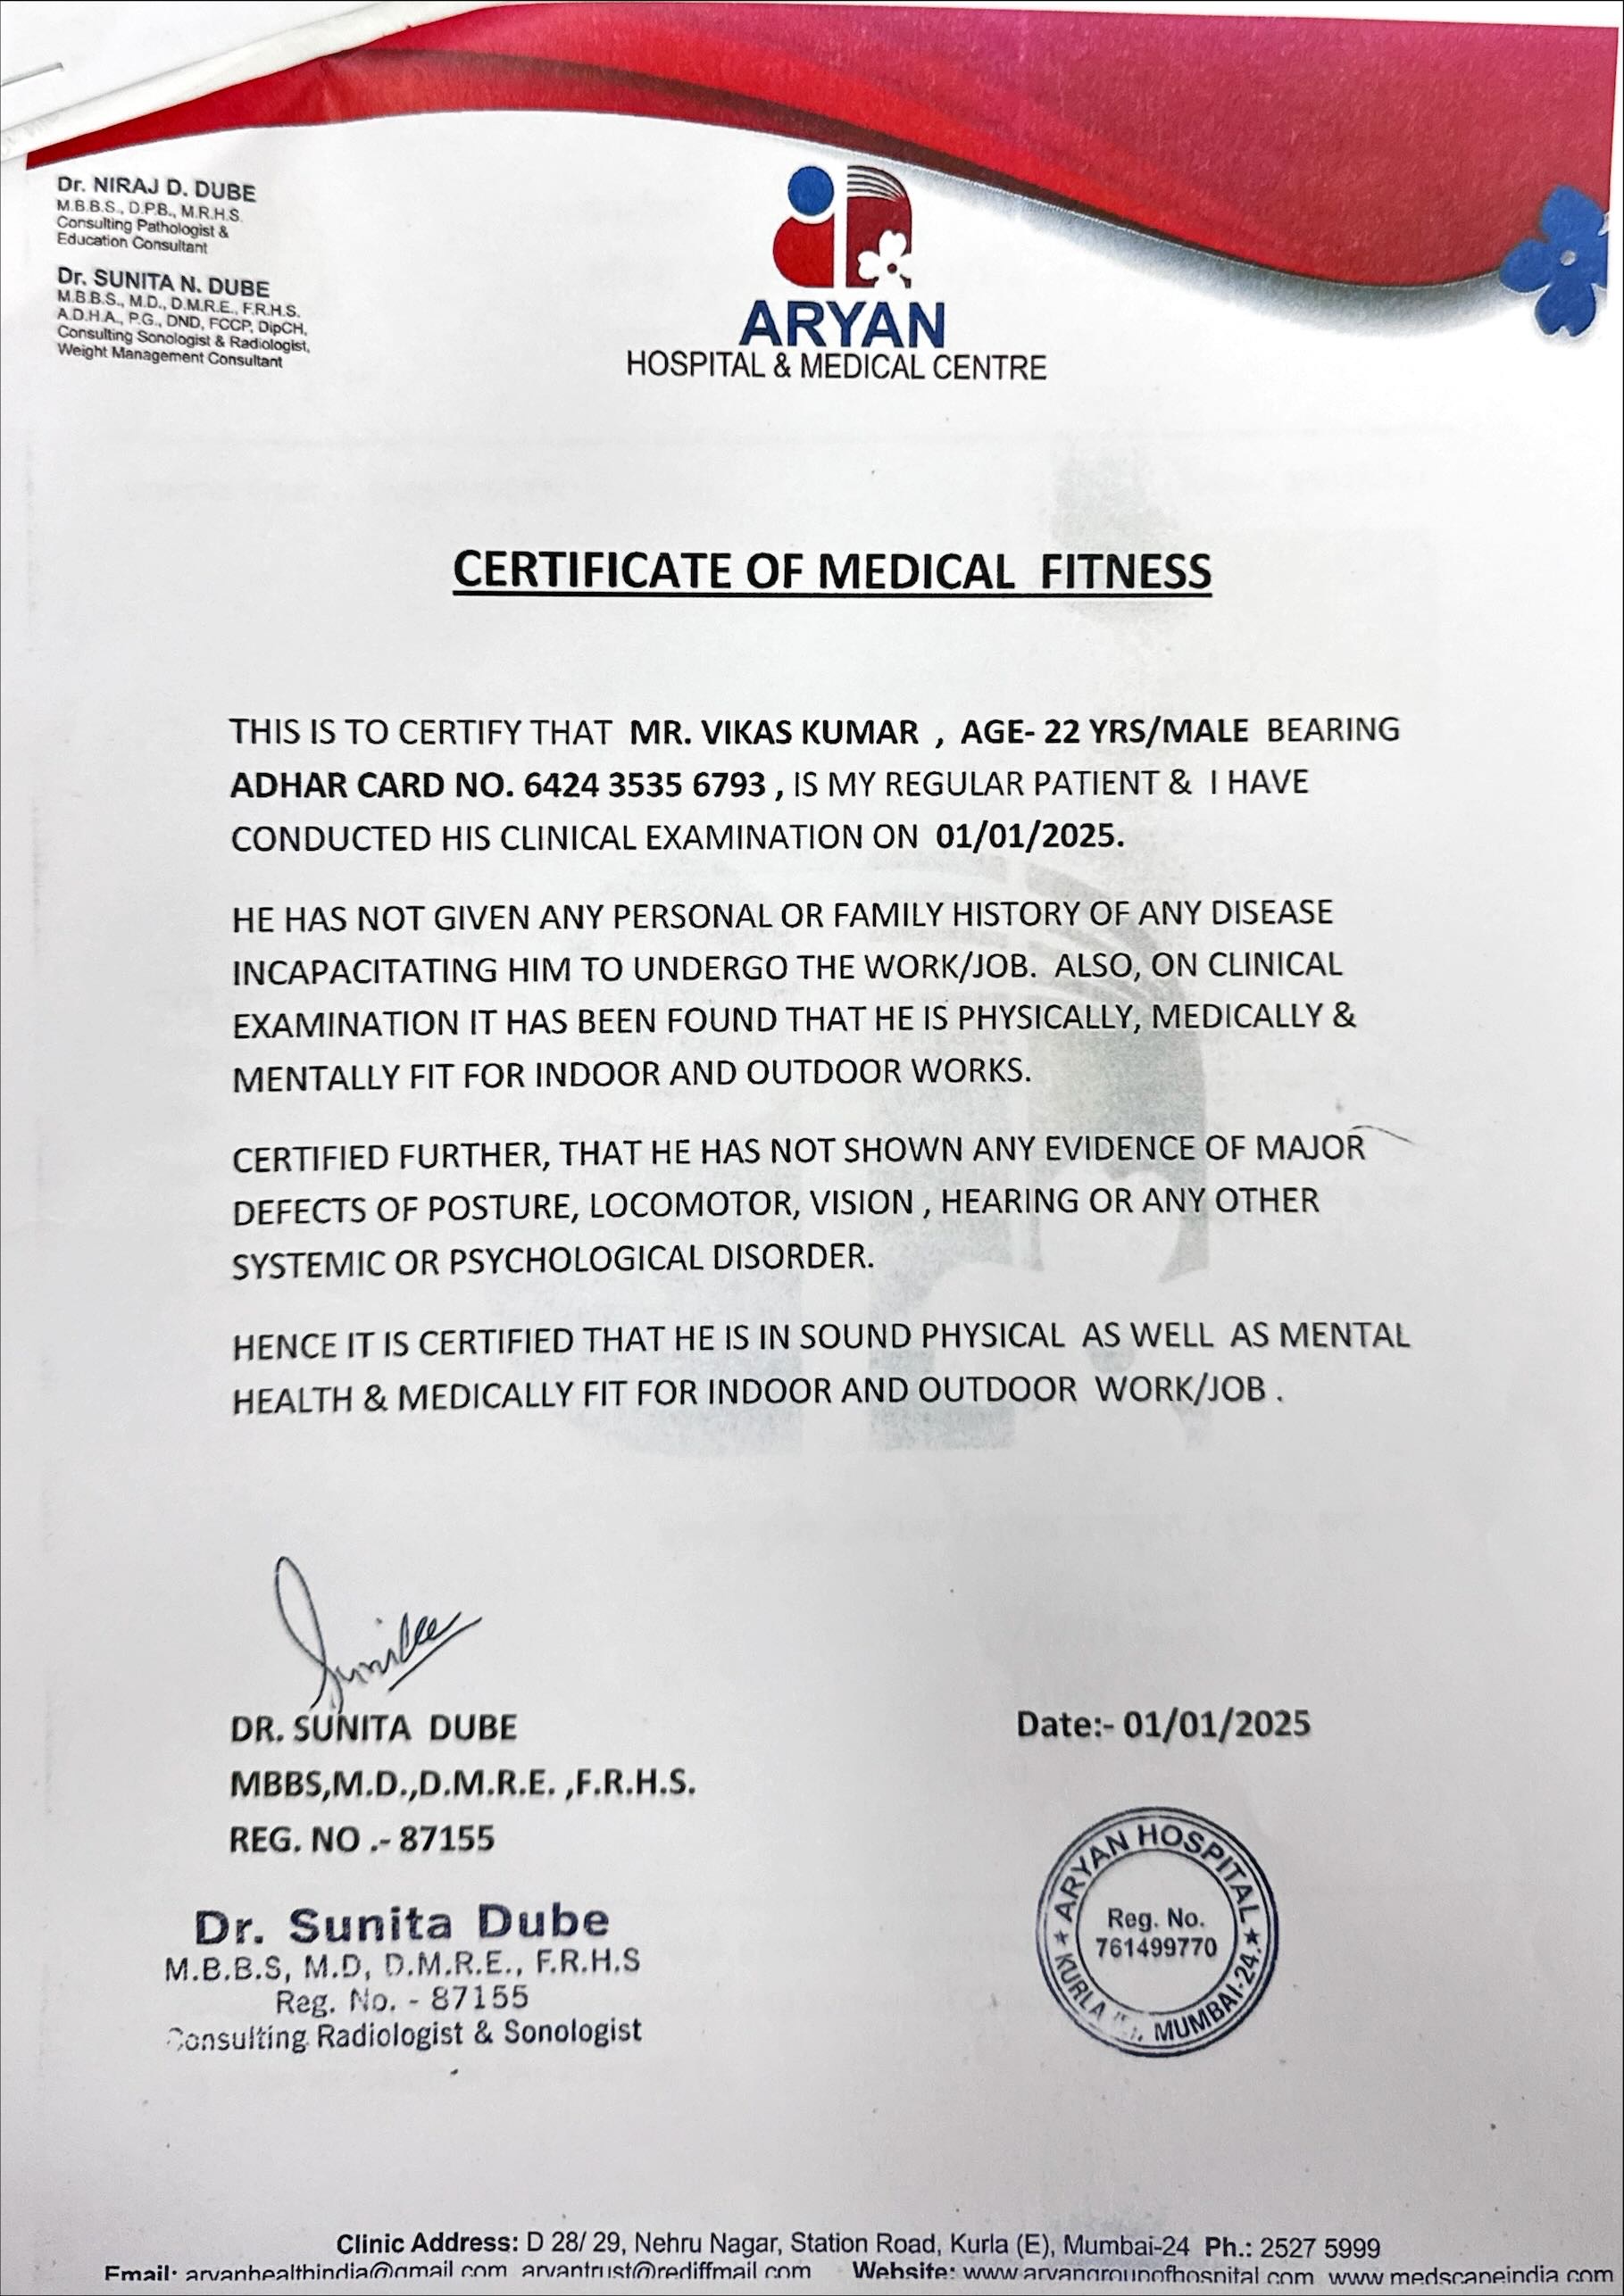 Dr. NIRAJ D. DUBE
M.B.B.S., D.P.B., M.R.H.S.
Consulting Pathologist &
Education Consultant
Dr. SUNITA N. DUBE
M.B.B.S., M.D., D.M.R.E., F.R.H.S.
A.D.H.A., P.G., DND, FCCP, DipCH,
Consulting Sonologist & Radiologist,
Weight Management Consultant
ARYAN
HOSPITAL & MEDICAL CENTRE
CERTIFICATE OF MEDICAL FITNESS
THIS IS TO CERTIFY THAT MR. VIKAS KUMAR , AGE- 22 YRS/MALE BEARING
ADHAR CARD NO. 6424 3535 6793 , IS MY REGULAR PATIENT & I HAVE
CONDUCTED HIS CLINICAL EXAMINATION ON 01/01/2025.
HE HAS NOT GIVEN ANY PERSONAL OR FAMILY HISTORY OF ANY DISEASE
INCAPACITATING HIM TO UNDERGO THE WORK/JOB. ALSO, ON CLINICAL
EXAMINATION IT HAS BEEN FOUND THAT HE IS PHYSICALLY, MEDICALLY &
MENTALLY FIT FOR INDOOR AND OUTDOOR WORKS.
CERTIFIED FURTHER, THAT HE HAS NOT SHOWN ANY EVIDENCE OF MAJOR
DEFECTS OF POSTURE, LOCOMOTOR, VISION , HEARING OR ANY OTHER
SYSTEMIC OR PSYCHOLOGICAL DISORDER.
HENCE IT IS CERTIFIED THAT HE IS IN SOUND PHYSICAL AS WELL AS MENTAL
HEALTH & MEDICALLY FIT FOR INDOOR AND OUTDOOR WORK/JOB .
DR. SUNITA DUBE
MBBS,M.D.,D.M.R.E. ,F.R.H.S.
REG. NO .- 87155
Date:- 01/01/2025
Dr. Sunita Dube
M.B.B.S, M.D, D.M.R.E., F.R.H.S
Reg. No. - 87155
Consulting Radiologist & Sonologist
ARYAN HOSPITAL
Reg. No.
761499770
KURLA MUMBAI-24.
Clinic Address: D 28/ 29, Nehru Nagar, Station Road, Kurla (E), Mumbai-24 Ph.: 2527 5999
Email: aryanhealthindia@gmail.com aryantrust@rediffmail.com Website: www.aryangroupofhospital.com www.medscapeindia.com